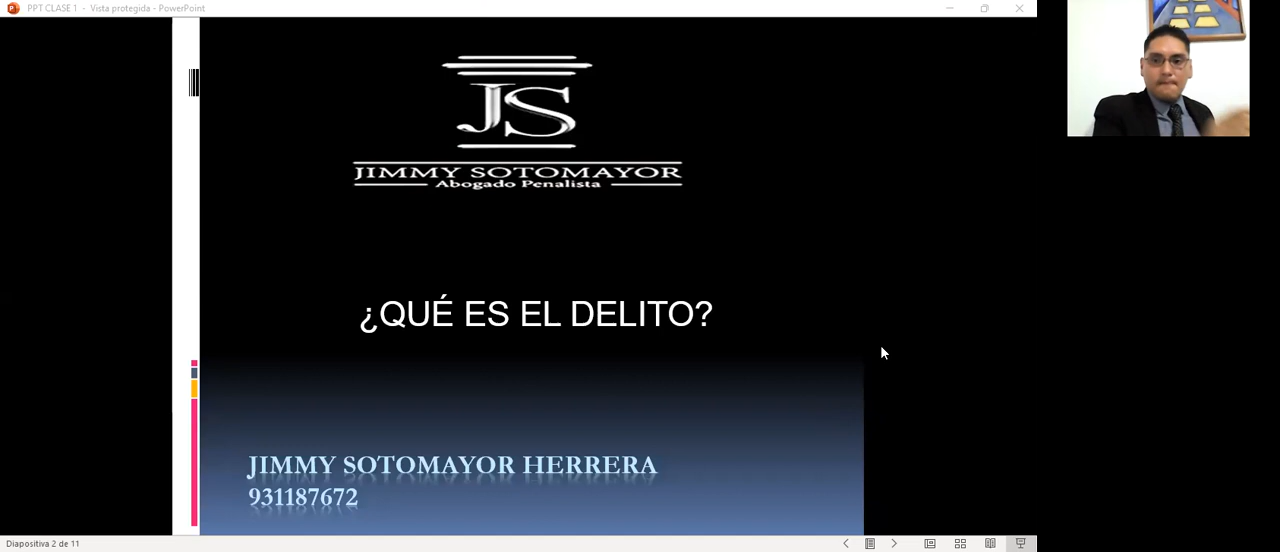 PPT CLASE 1 - Vista protegida - PowerPoint
JS
JIMMY SOTOMAYOR
Abogado Penalista
¿QUÉ ES EL DELITO?
JIMMY SOTOMAYOR HERRERA
931187672
Diapositiva 2 de 11